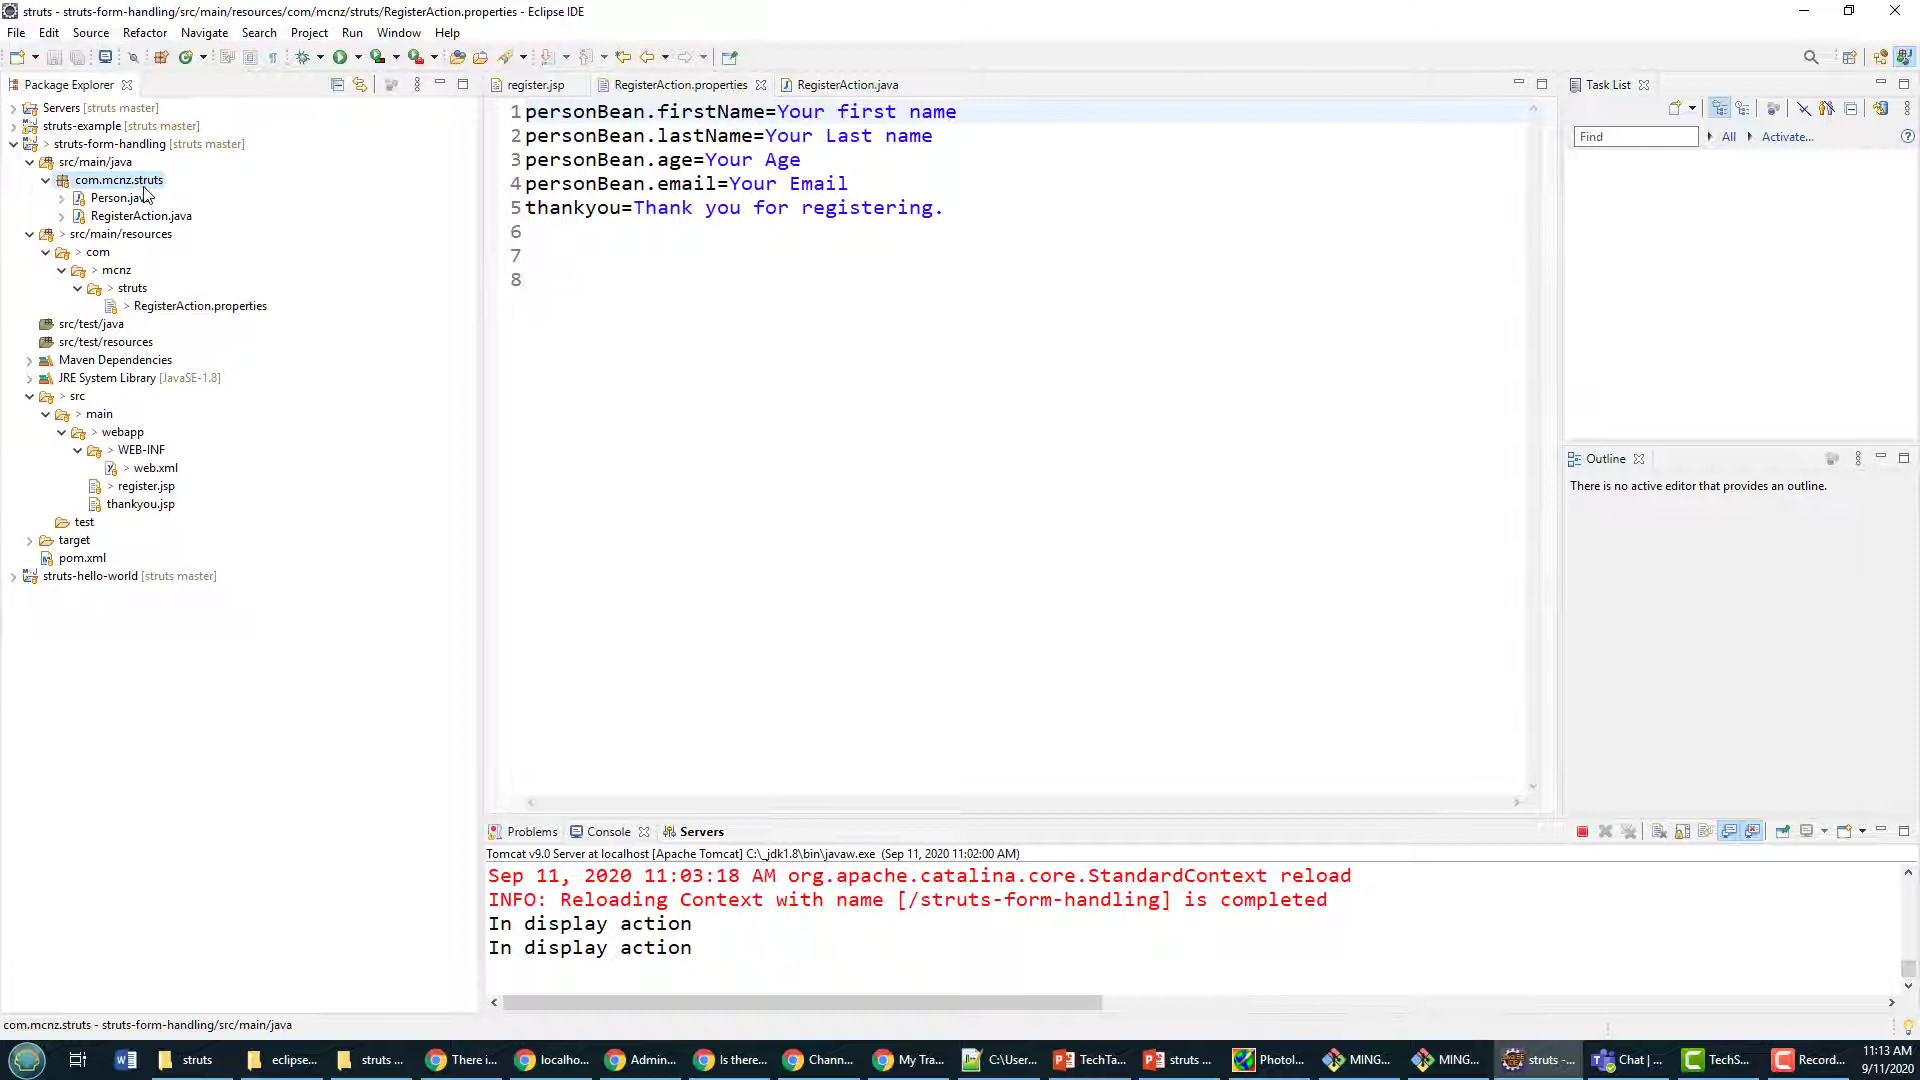 struts - struts-form-handling/src/main/resources/com/mcnz/struts/RegisterAction.properties - Eclipse IDE
File Edit Source Refactor Navigate Search Project Run Window Help
Package Explorer
Servers [struts master]
struts-example [struts master]
> struts-form-handling [struts master]
src/main/java
com.mcnz.struts
Person.java
RegisterAction.java
> src/main/resources
> com
> mcnz
> struts
> RegisterAction.properties
src/test/java
src/test/resources
Maven Dependencies
JRE System Library [JavaSE-1.8]
> src
> main
> webapp
> WEB-INF
> web.xml
> register.jsp
thankyou.jsp
test
target
pom.xml
struts-hello-world [struts master]
register.jsp RegisterAction.properties RegisterAction.java
1 personBean.firstName=Your first name
2 personBean.lastName=Your Last name
3 personBean.age=Your Age
4 personBean.email=Your Email
5 thankyou=Thank you for registering.
6
7
8
Task List
Find All Activate...
Outline
There is no active editor that provides an outline.
Problems Console Servers
Tomcat v9.0 Server at localhost [Apache Tomcat] C:\_jdk1.8\bin\javaw.exe (Sep 11, 2020 11:02:00 AM)
Sep 11, 2020 11:03:18 AM org.apache.catalina.core.StandardContext reload
INFO: Reloading Context with name [/struts-form-handling] is completed
In display action
In display action
com.mcnz.struts - struts-form-handling/src/main/java
struts eclipse... struts ... There i... localho... Admin... Is there... Chann... My Tra... C:\User... TechTa... struts ... Photol... MING... MING... struts -... Chat | ... TechS... Record...
11:13 AM
9/11/2020